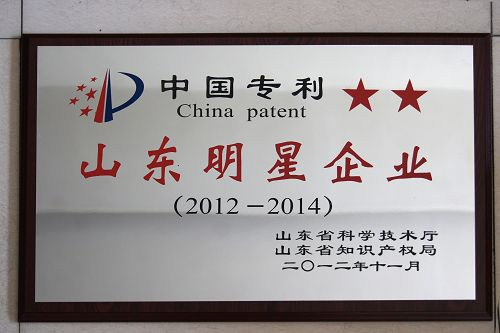 中国专利
China patent
山东明星企业
(2012－2014)
山东省科学技术厅
山东省知识产权局
二〇一二年十一月